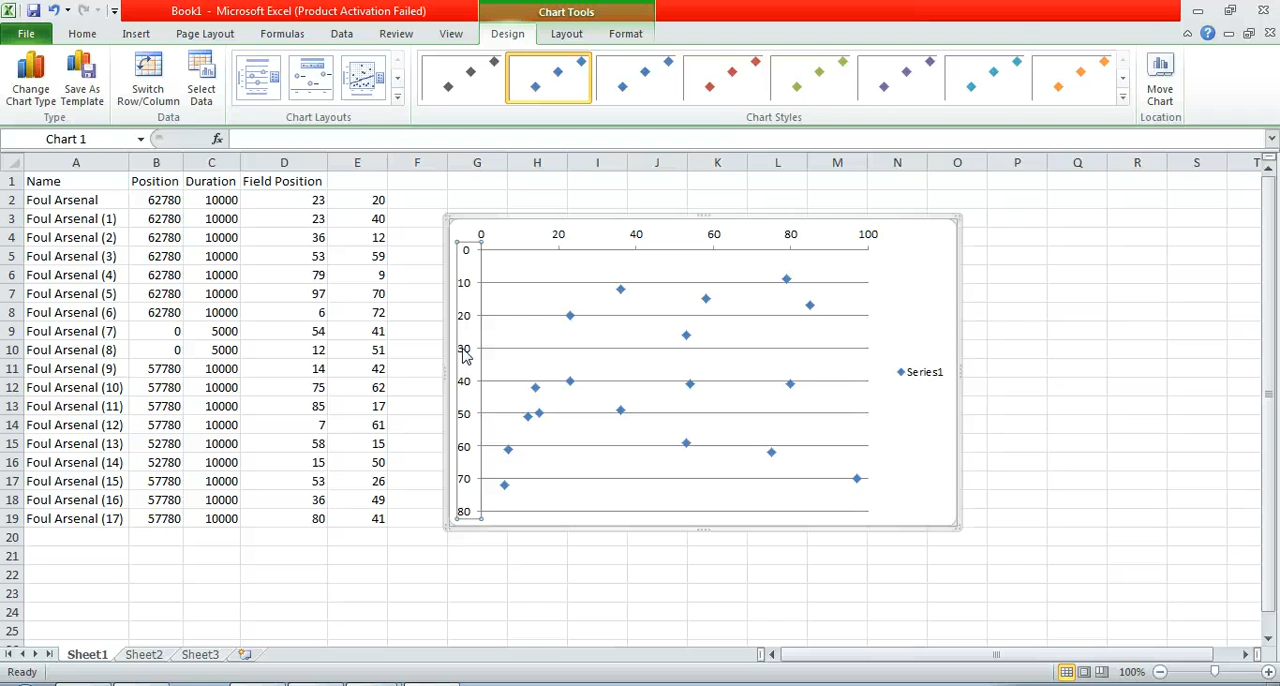 Book1 - Microsoft Excel (Product Activation Failed)
Chart Tools
File Home Insert Page Layout Formulas Data Review View Design Layout Format
Change Chart Type
Save As Template
Switch Row/Column
Select Data
Move Chart
Type Data Chart Layouts Chart Styles Location
Chart 1 fx
A B C D E F G H I J K L M N O P Q R S T
1 Name Position Duration Field Position
2 Foul Arsenal 62780 10000 23 20
3 Foul Arsenal (1) 62780 10000 23 40
4 Foul Arsenal (2) 62780 10000 36 12
5 Foul Arsenal (3) 62780 10000 53 59
6 Foul Arsenal (4) 62780 10000 79 9
7 Foul Arsenal (5) 62780 10000 97 70
8 Foul Arsenal (6) 62780 10000 6 72
9 Foul Arsenal (7) 0 5000 54 41
10 Foul Arsenal (8) 0 5000 12 51
11 Foul Arsenal (9) 57780 10000 14 42
12 Foul Arsenal (10) 57780 10000 75 62
13 Foul Arsenal (11) 57780 10000 85 17
14 Foul Arsenal (12) 57780 10000 7 61
15 Foul Arsenal (13) 52780 10000 58 15
16 Foul Arsenal (14) 52780 10000 15 50
17 Foul Arsenal (15) 57780 10000 53 26
18 Foul Arsenal (16) 57780 10000 36 49
19 Foul Arsenal (17) 57780 10000 80 41
20
21
22
23
24
25
0 20 40 60 80 100
0
10
20
30
40
50
60
70
80
Series1
Sheet1 Sheet2 Sheet3
Ready 100%